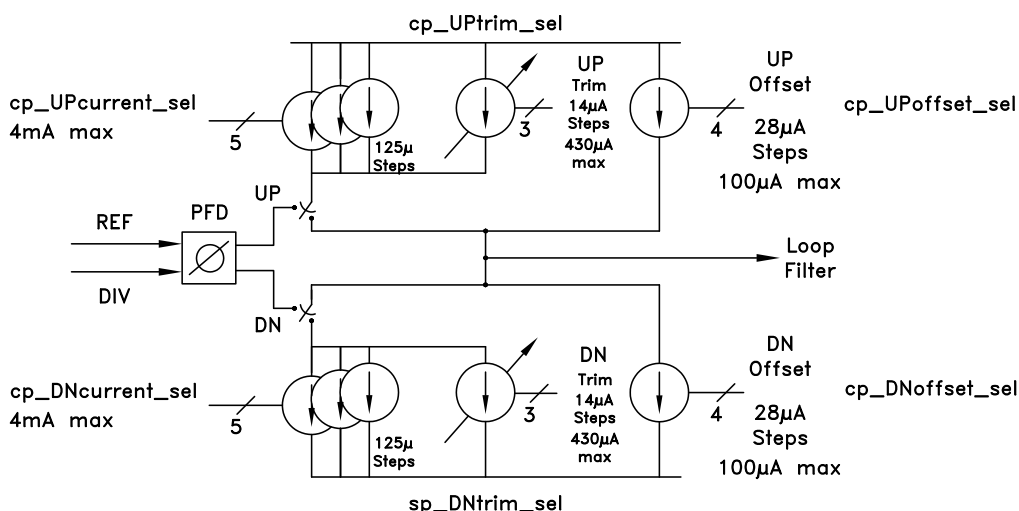 cp_UPtrim_sel
cp_UPcurrent_sel
4mA max
5
125µ
Steps
3
UP
Trim
14µA
Steps
430µA
max
4
UP
Offset
28µA
Steps
100µA max
cp_UPoffset_sel
UP
PFD
REF
DIV
DN
Loop
Filter
cp_DNcurrent_sel
4mA max
5
125µ
Steps
3
DN
Trim
14µA
Steps
430µA
max
4
DN
Offset
28µA
Steps
100µA max
cp_DNoffset_sel
sp_DNtrim_sel